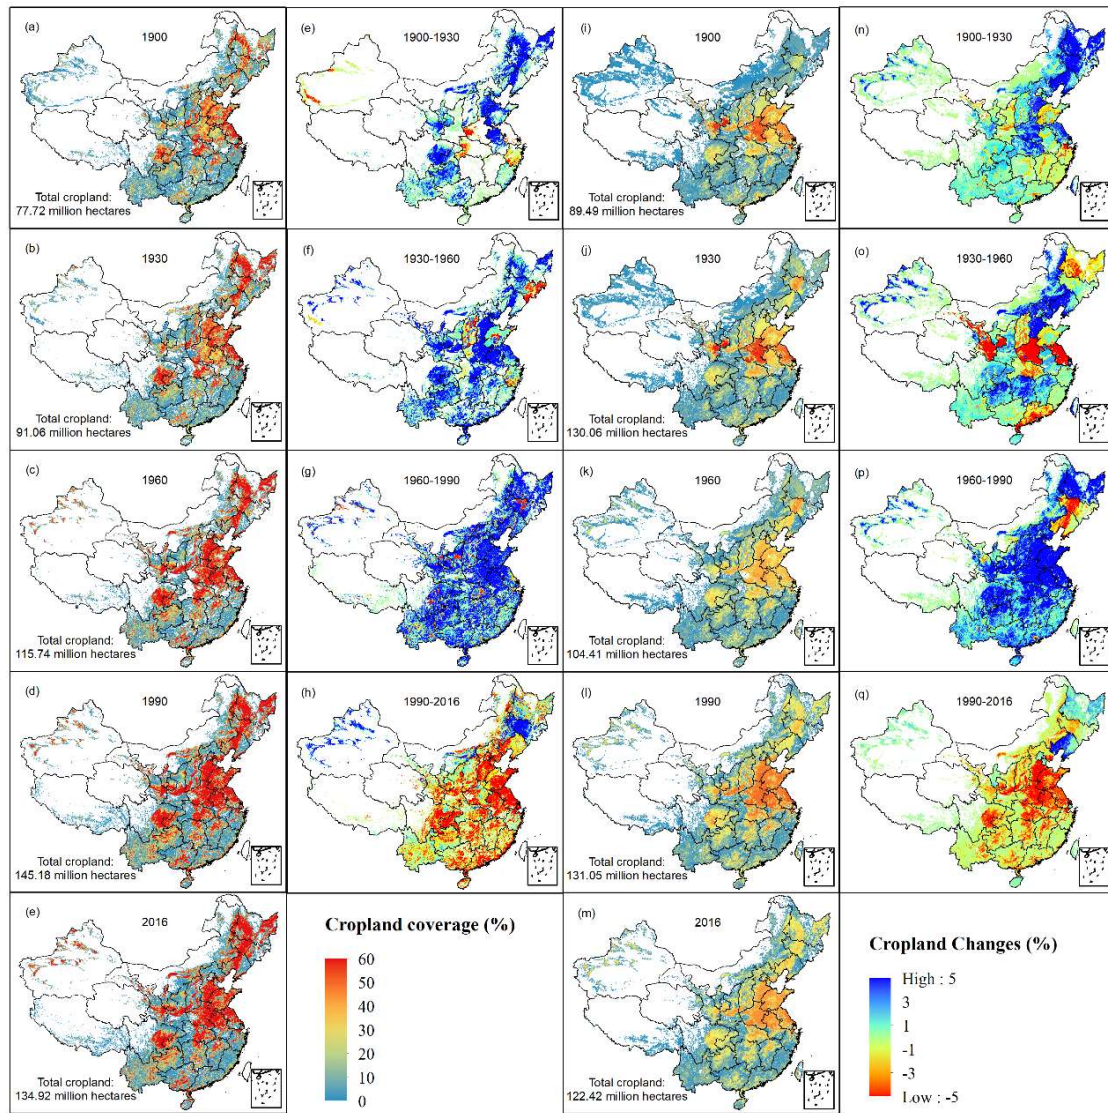 (a)
1900
Total cropland:
77.72 million hectares
(e)
1900-1930
(i)
1900
Total cropland:
89.49 million hectares
(n)
1900-1930
(b)
1930
Total cropland:
91.06 million hectares
(f)
1930-1960
(j)
1930
Total cropland:
130.06 million hectares
(o)
1930-1960
(c)
1960
Total cropland:
115.74 million hectares
(g)
1960-1990
(k)
1960
Total cropland:
104.41 million hectares
(p)
1960-1990
(d)
1990
Total cropland:
145.18 million hectares
(h)
1990-2016
(l)
1990
Total cropland:
131.05 million hectares
(q)
1990-2016
(e)
2016
Total cropland:
134.92 million hectares
Cropland coverage (%)
60
50
40
30
20
10
0
(m)
2016
Total cropland:
122.42 million hectares
Cropland Changes (%)
High : 5
3
1
-1
-3
Low : -5